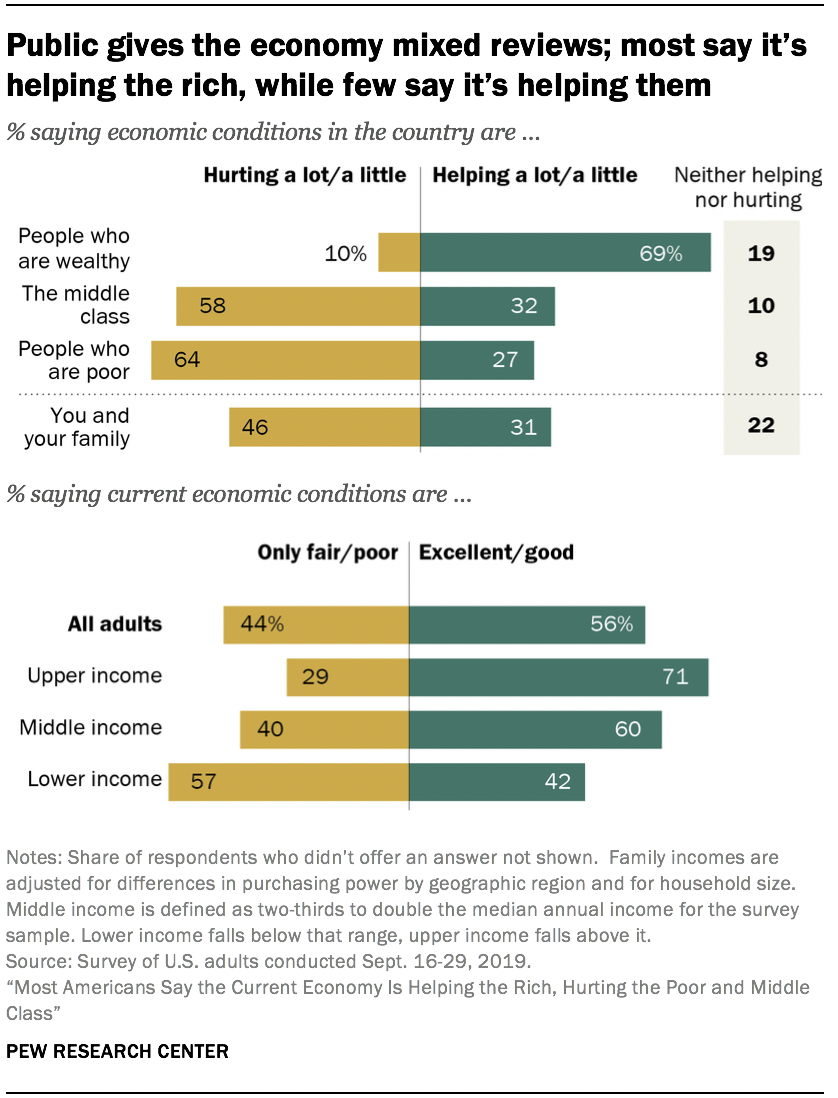 Public gives the economy mixed reviews; most say it's
helping the rich, while few say it's helping them
% saying economic conditions in the country are ...
Hurting a lot/a little Helping a lot/a little Neither helping
nor hurting
People who
are wealthy
10% 69% 19
The middle
class
58 32 10
People who
are poor
64 27 8
You and
your family
46 31 22
% saying current economic conditions are ...
Only fair/poor Excellent/good
All adults 44% 56%
Upper income 29 71
Middle income 40 60
Lower income 57 42
Notes: Share of respondents who didn't offer an answer not shown. Family incomes are
adjusted for differences in purchasing power by geographic region and for household size.
Middle income is defined as two-thirds to double the median annual income for the survey
sample. Lower income falls below that range, upper income falls above it.
Source: Survey of U.S. adults conducted Sept. 16-29, 2019.
“Most Americans Say the Current Economy Is Helping the Rich, Hurting the Poor and Middle
Class”
PEW RESEARCH CENTER